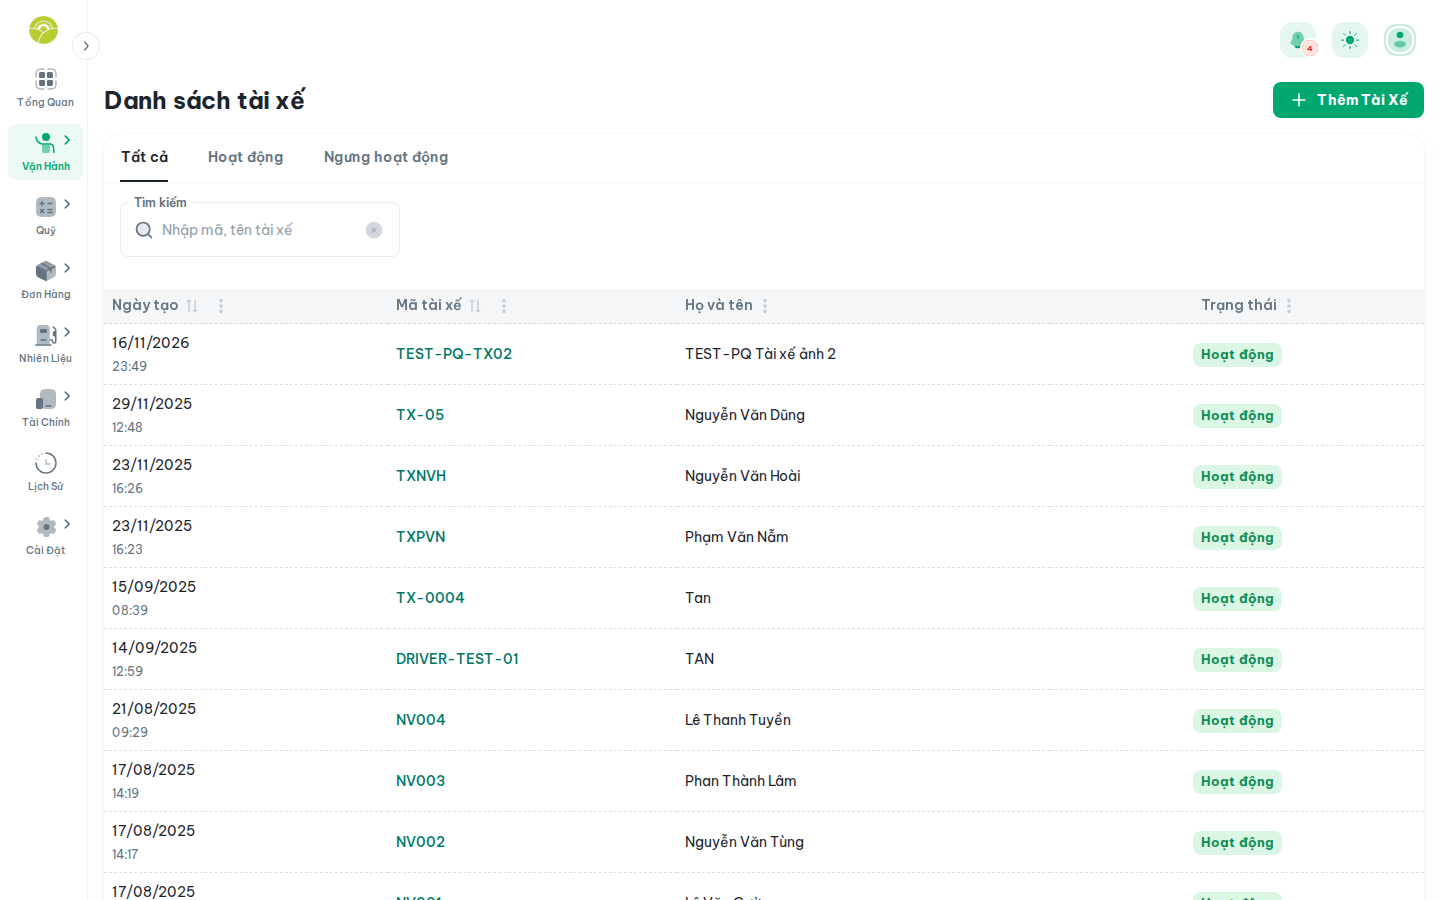 4
Tổng Quan
Vận Hành
Quỹ
Đơn Hàng
Nhiên Liệu
Tài Chính
Lịch Sử
Cài Đặt
Danh sách tài xế
Thêm Tài Xế
Tất cả
Hoạt động
Ngưng hoạt động
Tìm kiếm
Nhập mã, tên tài xế
Ngày tạo
Mã tài xế
Họ và tên
Trạng thái
16/11/2026
23:49
TEST-PQ-TX02
TEST-PQ Tài xế ảnh 2
Hoạt động
29/11/2025
12:48
TX-05
Nguyễn Văn Dũng
Hoạt động
23/11/2025
16:26
TXNVH
Nguyễn Văn Hoài
Hoạt động
23/11/2025
16:23
TXPVN
Phạm Văn Nẫm
Hoạt động
15/09/2025
08:39
TX-0004
Tan
Hoạt động
14/09/2025
12:59
DRIVER-TEST-01
TAN
Hoạt động
21/08/2025
09:29
NV004
Lê Thanh Tuyển
Hoạt động
17/08/2025
14:19
NV003
Phan Thành Lâm
Hoạt động
17/08/2025
14:17
NV002
Nguyễn Văn Tùng
Hoạt động
17/08/2025